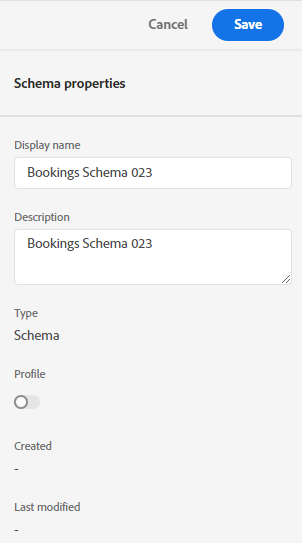 Cancel Save
Schema properties
Display name
Bookings Schema 023
Description
Bookings Schema 023
Type
Schema
Profile
Created
-
Last modified
-